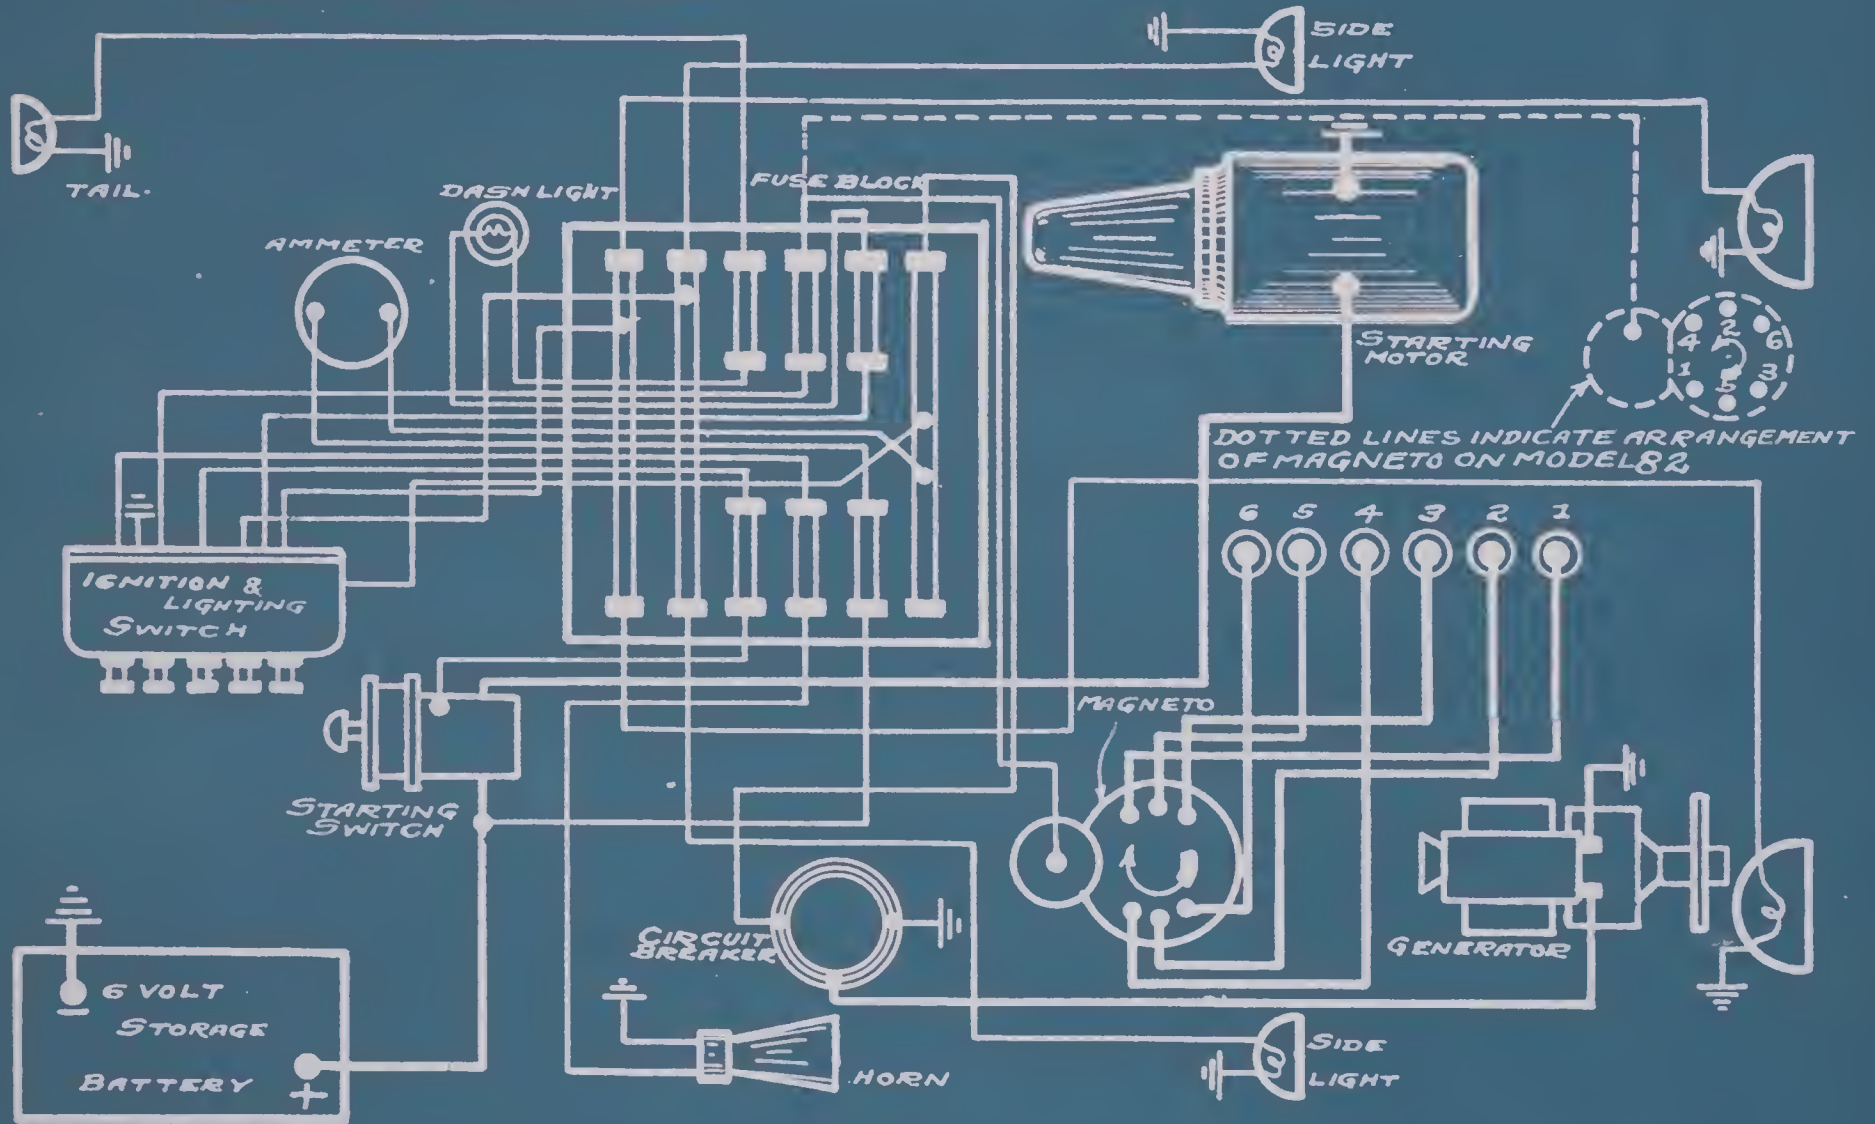 SIDE
LIGHT
TAIL.
DASH LIGHT
FUSE BLOCK
AMMETER
STARTING
MOTOR
4 2 6
1 5 3
DOTTED LINES INDICATE ARRANGEMENT
OF MAGNETO ON MODEL 82
6 5 4 3 2 1
IGNITION &
LIGHTING
SWITCH
MAGNETO
STARTING
SWITCH
CIRCUIT
BREAKER
GENERATOR
6 VOLT
STORAGE
BATTERY
+
HORN
SIDE
LIGHT